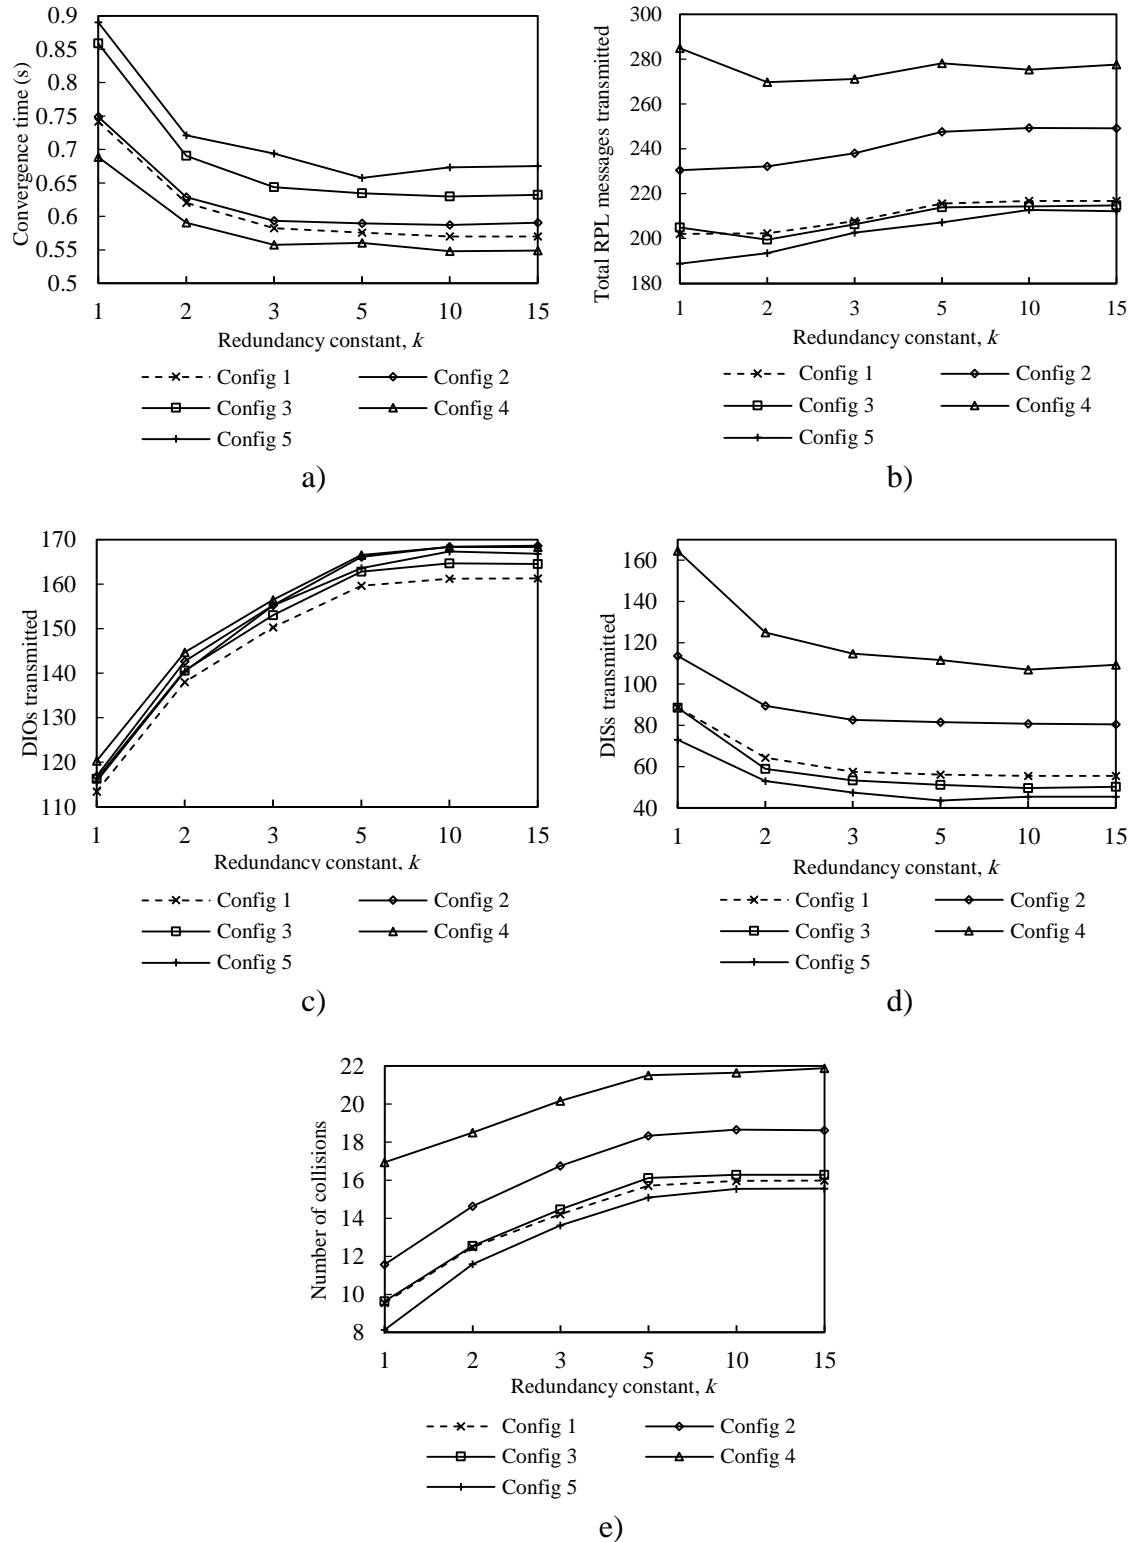 Convergence time (s)
0.9
0.85
0.8
0.75
0.7
0.65
0.6
0.55
0.5
1 2 3 5 10 15
Redundancy constant, k
Config 1 Config 2
Config 3 Config 4
Config 5
a)
Total RPL messages transmitted
300
280
260
240
220
200
180
1 2 3 5 10 15
Redundancy constant, k
Config 1 Config 2
Config 3 Config 4
Config 5
b)
DIOs transmitted
170
160
150
140
130
120
110
1 2 3 5 10 15
Redundancy constant, k
Config 1 Config 2
Config 3 Config 4
Config 5
c)
DISs transmitted
160
140
120
100
80
60
40
1 2 3 5 10 15
Redundancy constant, k
Config 1 Config 2
Config 3 Config 4
Config 5
d)
Number of collisions
22
20
18
16
14
12
10
8
1 2 3 5 10 15
Redundancy constant, k
Config 1 Config 2
Config 3 Config 4
Config 5
e)